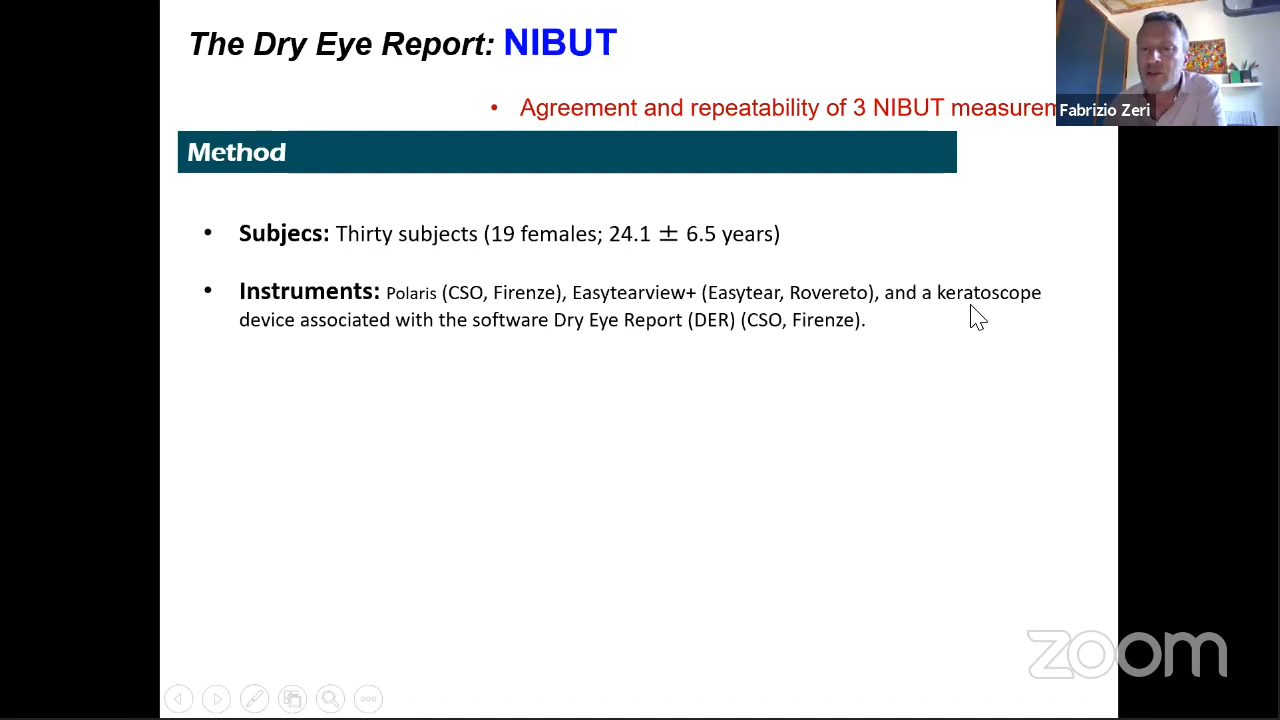 The Dry Eye Report: NIBUT
• Agreement and repeatability of 3 NIBUT measurem
Fabrizio Zeri
Method
• Subjecs: Thirty subjects (19 females; 24.1 ± 6.5 years)
• Instruments: Polaris (CSO, Firenze), Easytearview+ (Easytear, Rovereto), and a keratoscope
device associated with the software Dry Eye Report (DER) (CSO, Firenze).
zoom